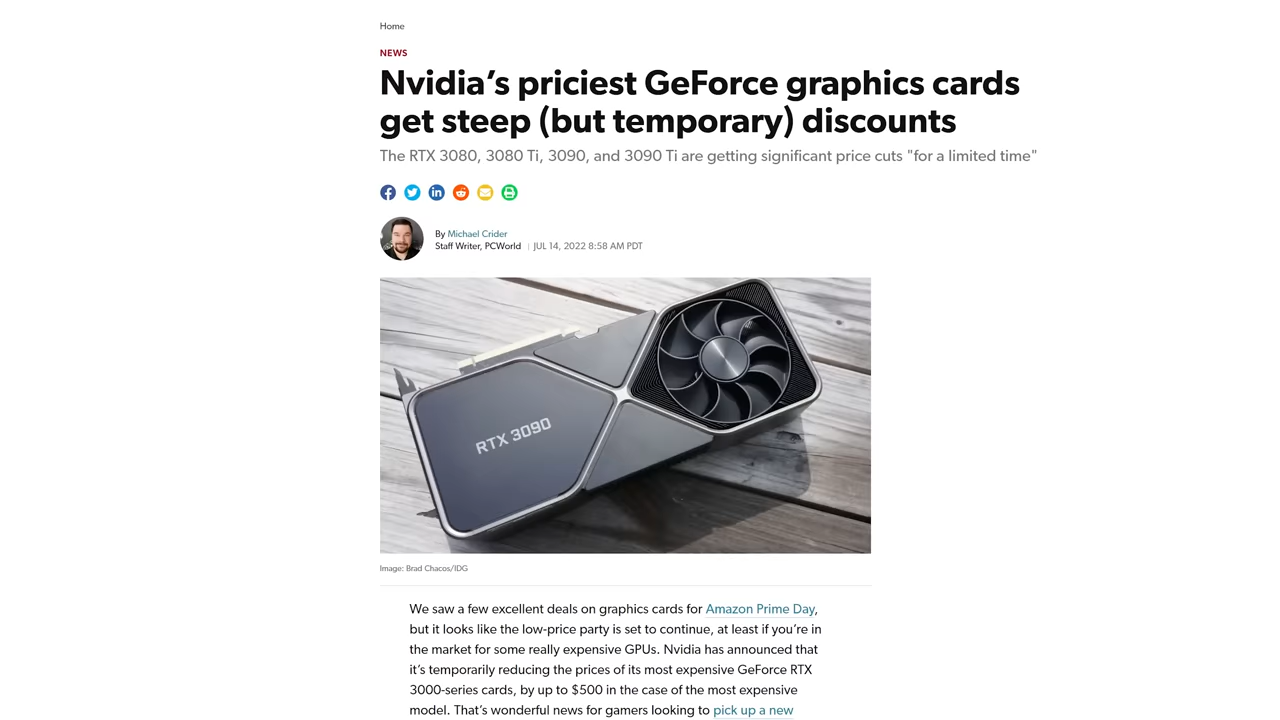 Home
NEWS
Nvidia’s priciest GeForce graphics cards
get steep (but temporary) discounts
The RTX 3080, 3080 Ti, 3090, and 3090 Ti are getting significant price cuts "for a limited time"
By Michael Crider
Staff Writer, PCWorld | JUL 14, 2022 8:58 AM PDT
RTX 3090
Image: Brad Chacos/IDG
We saw a few excellent deals on graphics cards for Amazon Prime Day,
but it looks like the low-price party is set to continue, at least if you’re in
the market for some really expensive GPUs. Nvidia has announced that
it’s temporarily reducing the prices of its most expensive GeForce RTX
3000-series cards, by up to $500 in the case of the most expensive
model. That’s wonderful news for gamers looking to pick up a new